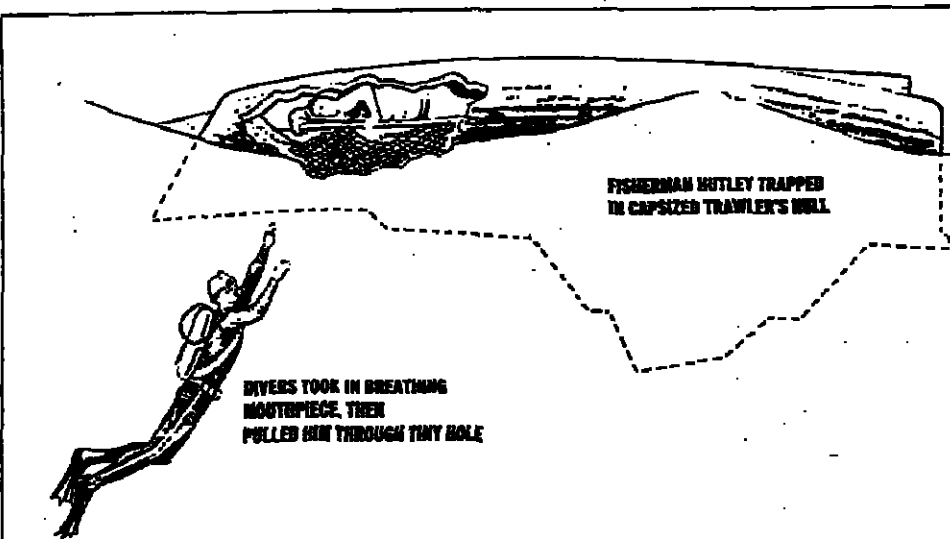 FISHERMAN HUTLEY TRAPPED
IN CAPSIZED TRAWLER'S HULL
DIVERS TOOK IN BREATHING
MOUTHPIECE, THEN
PULLED HIM THROUGH TINY HOLE